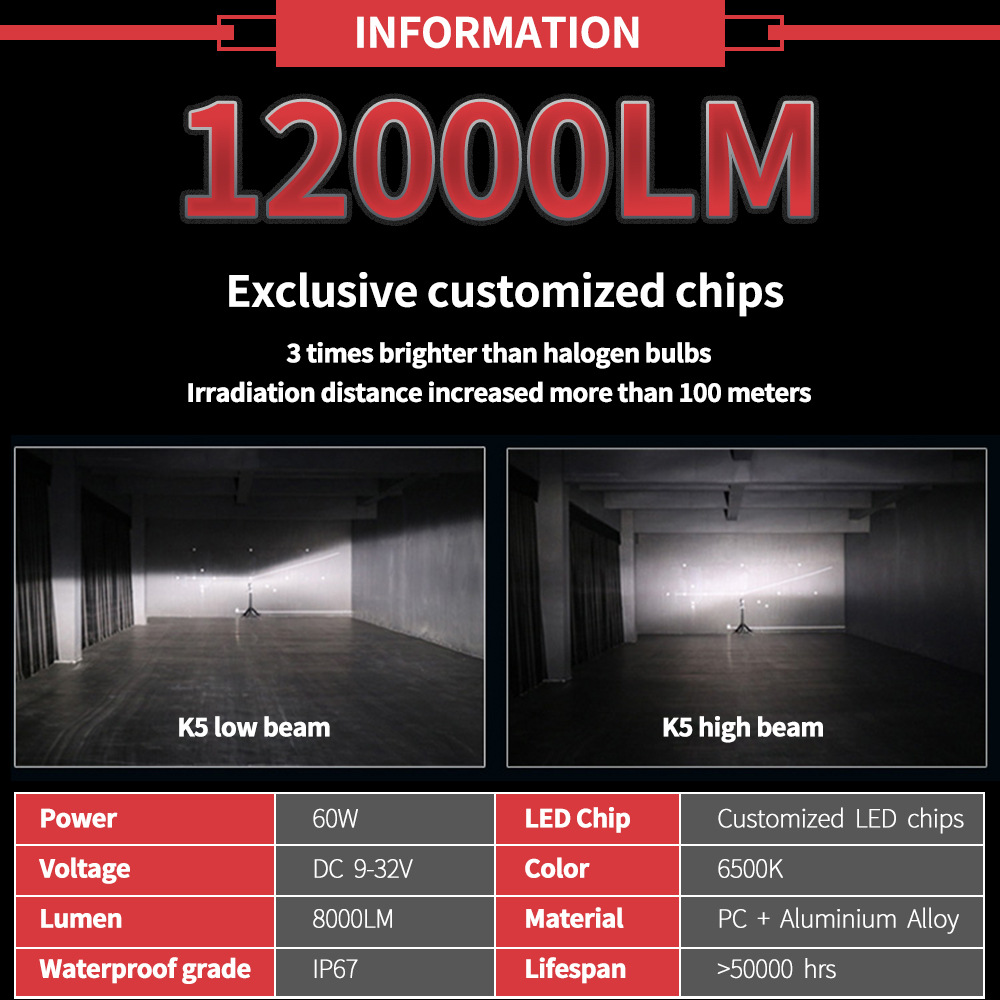 INFORMATION
12000LM
Exclusive customized chips
3 times brighter than halogen bulbs
Irradiation distance increased more than 100 meters
K5 low beam
K5 high beam
Power 60W LED Chip Customized LED chips
Voltage DC 9-32V Color 6500K
Lumen 8000LM Material PC + Aluminium Alloy
Waterproof grade IP67 Lifespan >50000 hrs